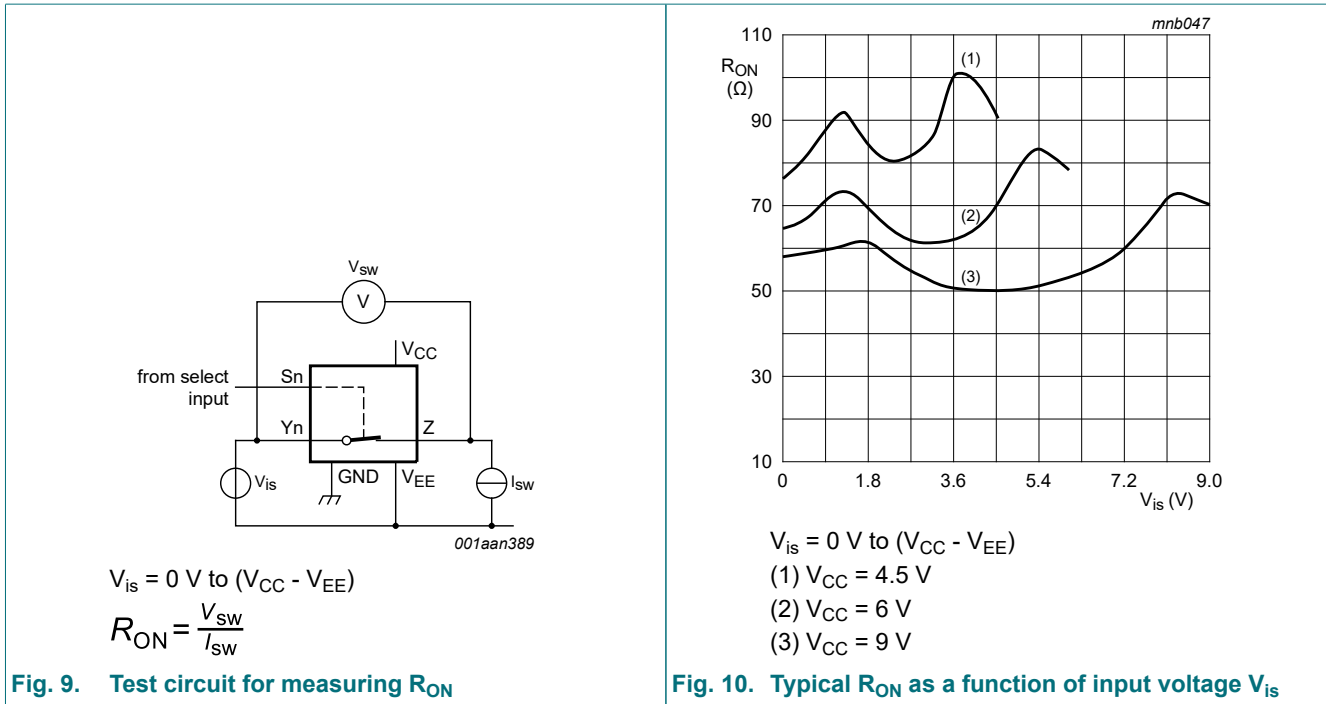 V_SW
V
V_CC
from select
input
Sn
Yn
Z
V_is
GND
V_EE
I_sw
001aan389
V_is = 0 V to (V_CC - V_EE)
R_ON = V_sw / I_sw
Fig. 9. Test circuit for measuring R_ON
mnb047
110
R_ON
(Ω)
90
70
50
30
10
(1)
(2)
(3)
0
1.8
3.6
5.4
7.2
9.0
V_is (V)
V_is = 0 V to (V_CC - V_EE)
(1) V_CC = 4.5 V
(2) V_CC = 6 V
(3) V_CC = 9 V
Fig. 10. Typical R_ON as a function of input voltage V_is